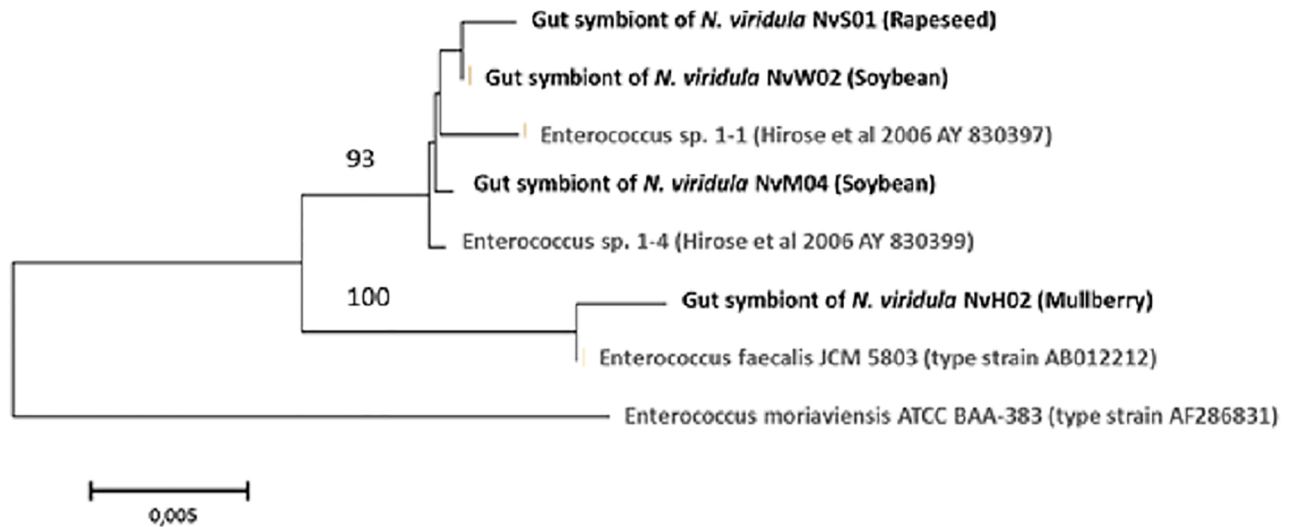 Gut symbiont of N. viridula NvS01 (Rapeseed)
Gut symbiont of N. viridula NvW02 (Soybean)
Enterococcus sp. 1-1 (Hirose et al 2006 AY 830397)
93
Gut symbiont of N. viridula NvM04 (Soybean)
Enterococcus sp. 1-4 (Hirose et al 2006 AY 830399)
100
Gut symbiont of N. viridula NvH02 (Mullberry)
Enterococcus faecalis JCM 5803 (type strain AB012212)
Enterococcus moriaviensis ATCC BAA-383 (type strain AF286831)
0,005